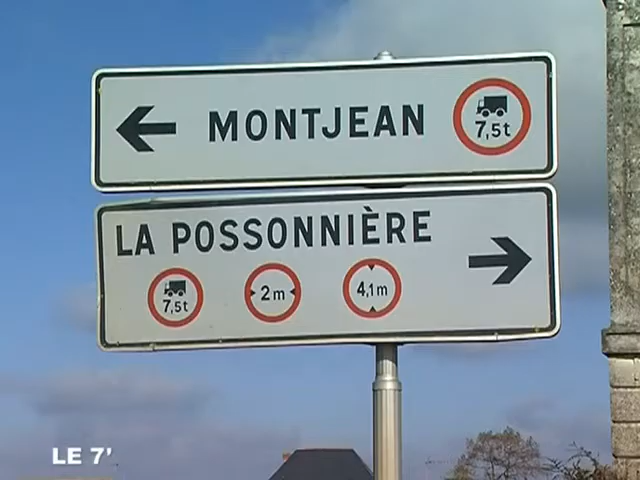 MONTJEAN
7,5t
LA POSSONNIÈRE
7,5t 2m 4,1m
LE 7'